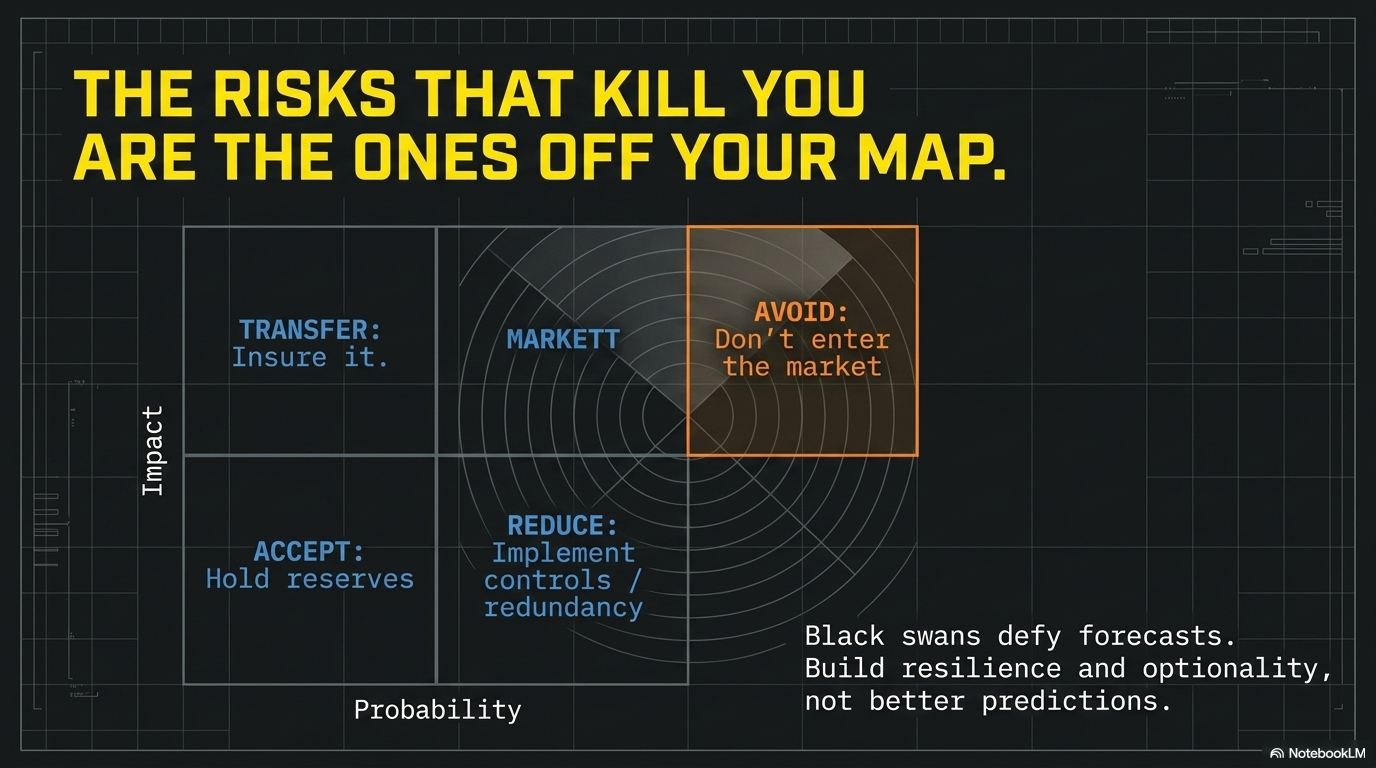 THE RISKS THAT KILL YOU
ARE THE ONES OFF YOUR MAP.
TRANSFER:
Insure it.
MARKETT
AVOID:
Don’t enter
the market
Impact
ACCEPT:
Hold reserves
REDUCE:
Implement
controls /
redundancy
Probability
Black swans defy forecasts.
Build resilience and optionality,
not better predictions.
NotebookLM